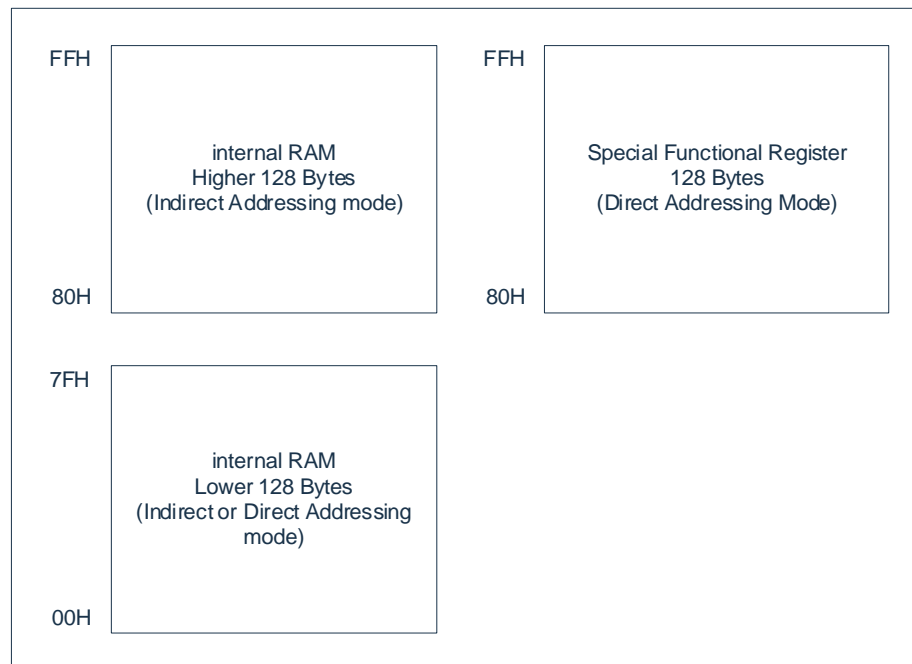 FFH
internal RAM
Higher 128 Bytes
(Indirect Addressing mode)
80H
FFH
Special Functional Register
128 Bytes
(Direct Addressing Mode)
80H
7FH
internal RAM
Lower 128 Bytes
(Indirect or Direct Addressing
mode)
00H